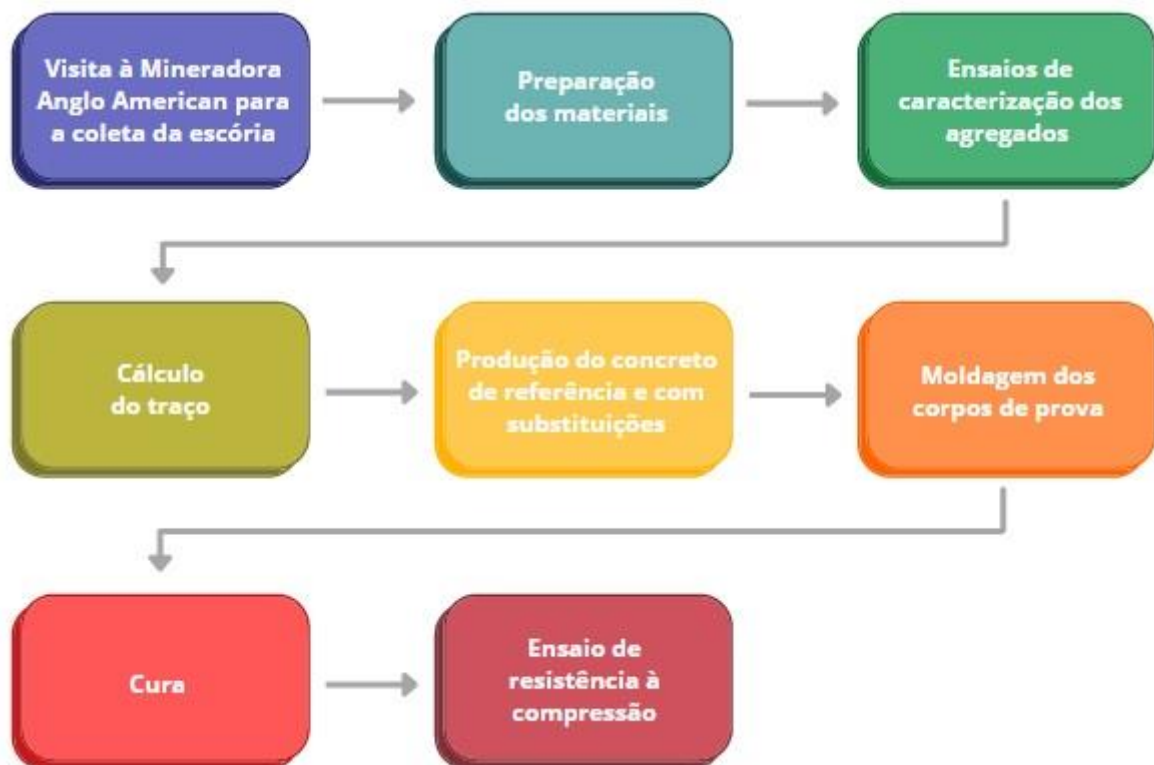 Visita à Mineradora
Anglo American para
a coleta da escória
Preparação
dos materiais
Ensaios de
caracterização dos
agregados
Cálculo
do traço
Produção do concreto
de referência e com
substituições
Moldagem dos
corpos de prova
Cura
Ensaio de
resistência à
compressão